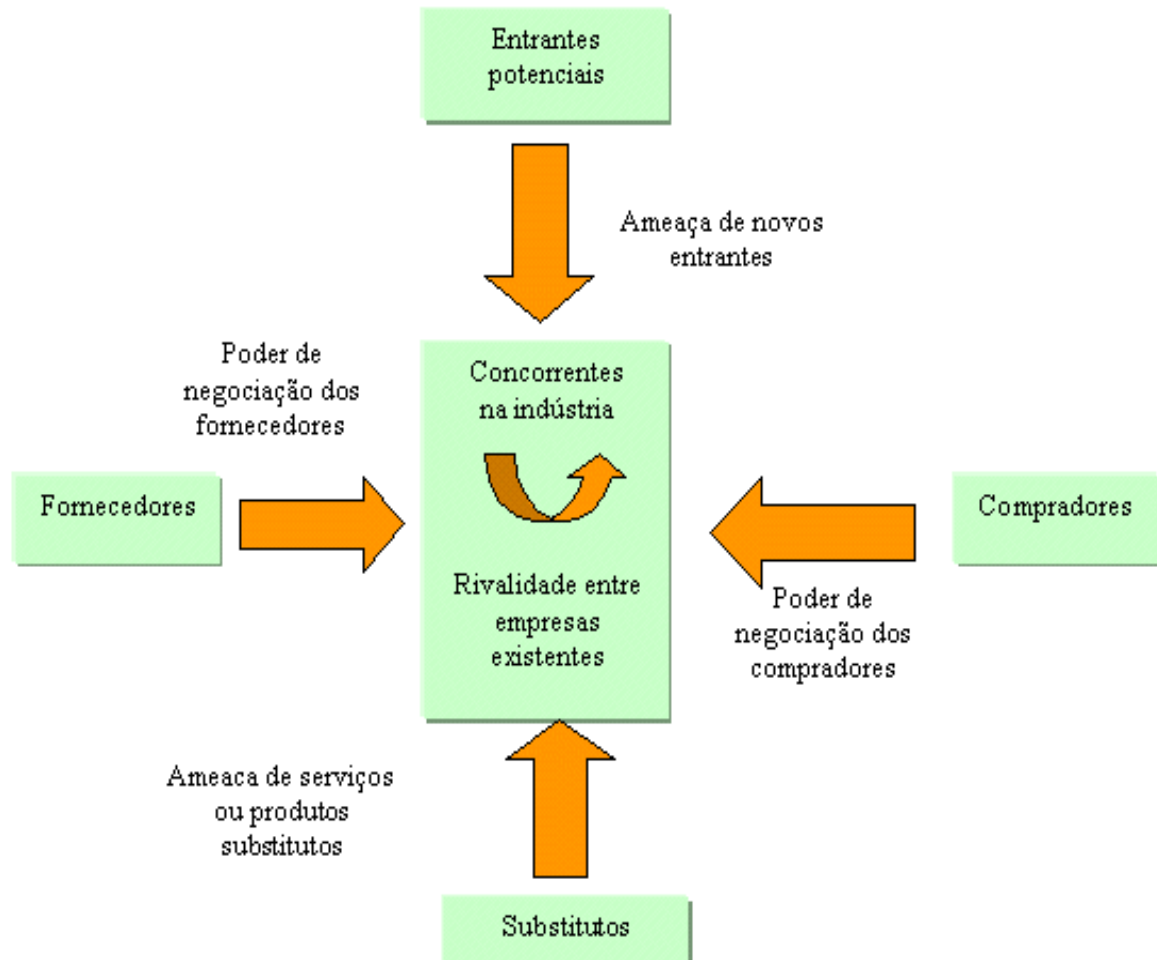 Entrantes
potenciais
Ameaça de novos
entrantes
Poder de
negociação dos
fornecedores
Concorrentes
na indústria
Fornecedores
Compradores
Rivalidade entre
empresas
existentes
Poder de
negociação dos
compradores
Ameaca de serviços
ou produtos
substitutos
Substitutos